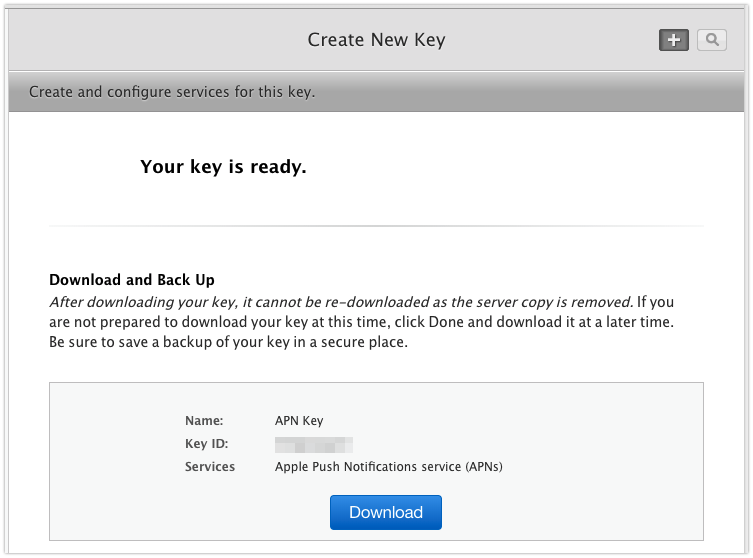 Create New Key
Create and configure services for this key.
Your key is ready.
Download and Back Up
After downloading your key, it cannot be re-downloaded as the server copy is removed. If you
are not prepared to download your key at this time, click Done and download it at a later time.
Be sure to save a backup of your key in a secure place.
Name: APN Key
Key ID:
Services Apple Push Notifications service (APNs)
Download